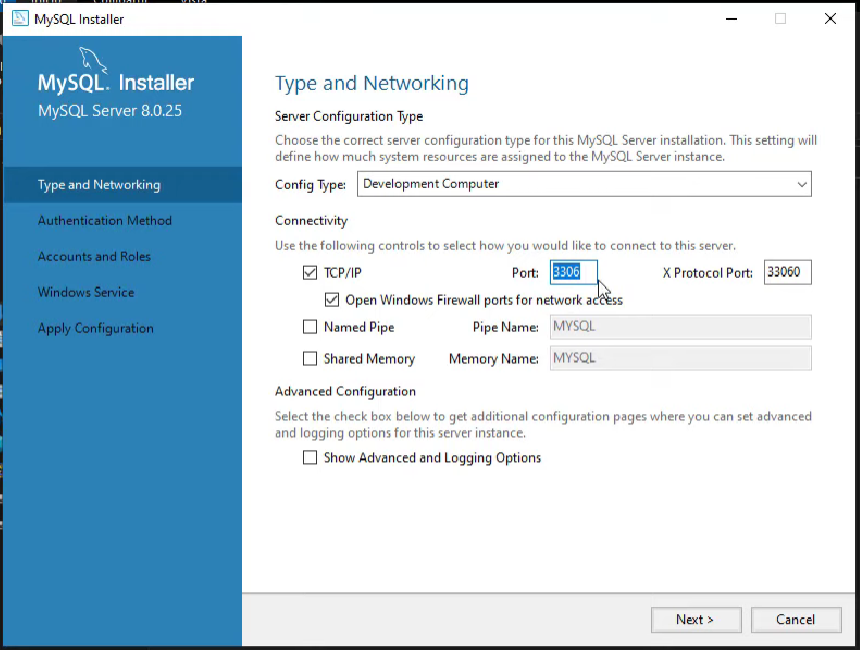 MySQL Installer
MySQL. Installer
MySQL Server 8.0.25
Type and Networking
Authentication Method
Accounts and Roles
Windows Service
Apply Configuration
Type and Networking
Server Configuration Type
Choose the correct server configuration type for this MySQL Server installation. This setting will
define how much system resources are assigned to the MySQL Server instance.
Config Type: Development Computer
Connectivity
Use the following controls to select how you would like to connect to this server.
TCP/IP Port: 3306 X Protocol Port: 33060
Open Windows Firewall ports for network access
Named Pipe Pipe Name: MYSQL
Shared Memory Memory Name: MYSQL
Advanced Configuration
Select the check box below to get additional configuration pages where you can set advanced
and logging options for this server instance.
Show Advanced and Logging Options
Next > Cancel